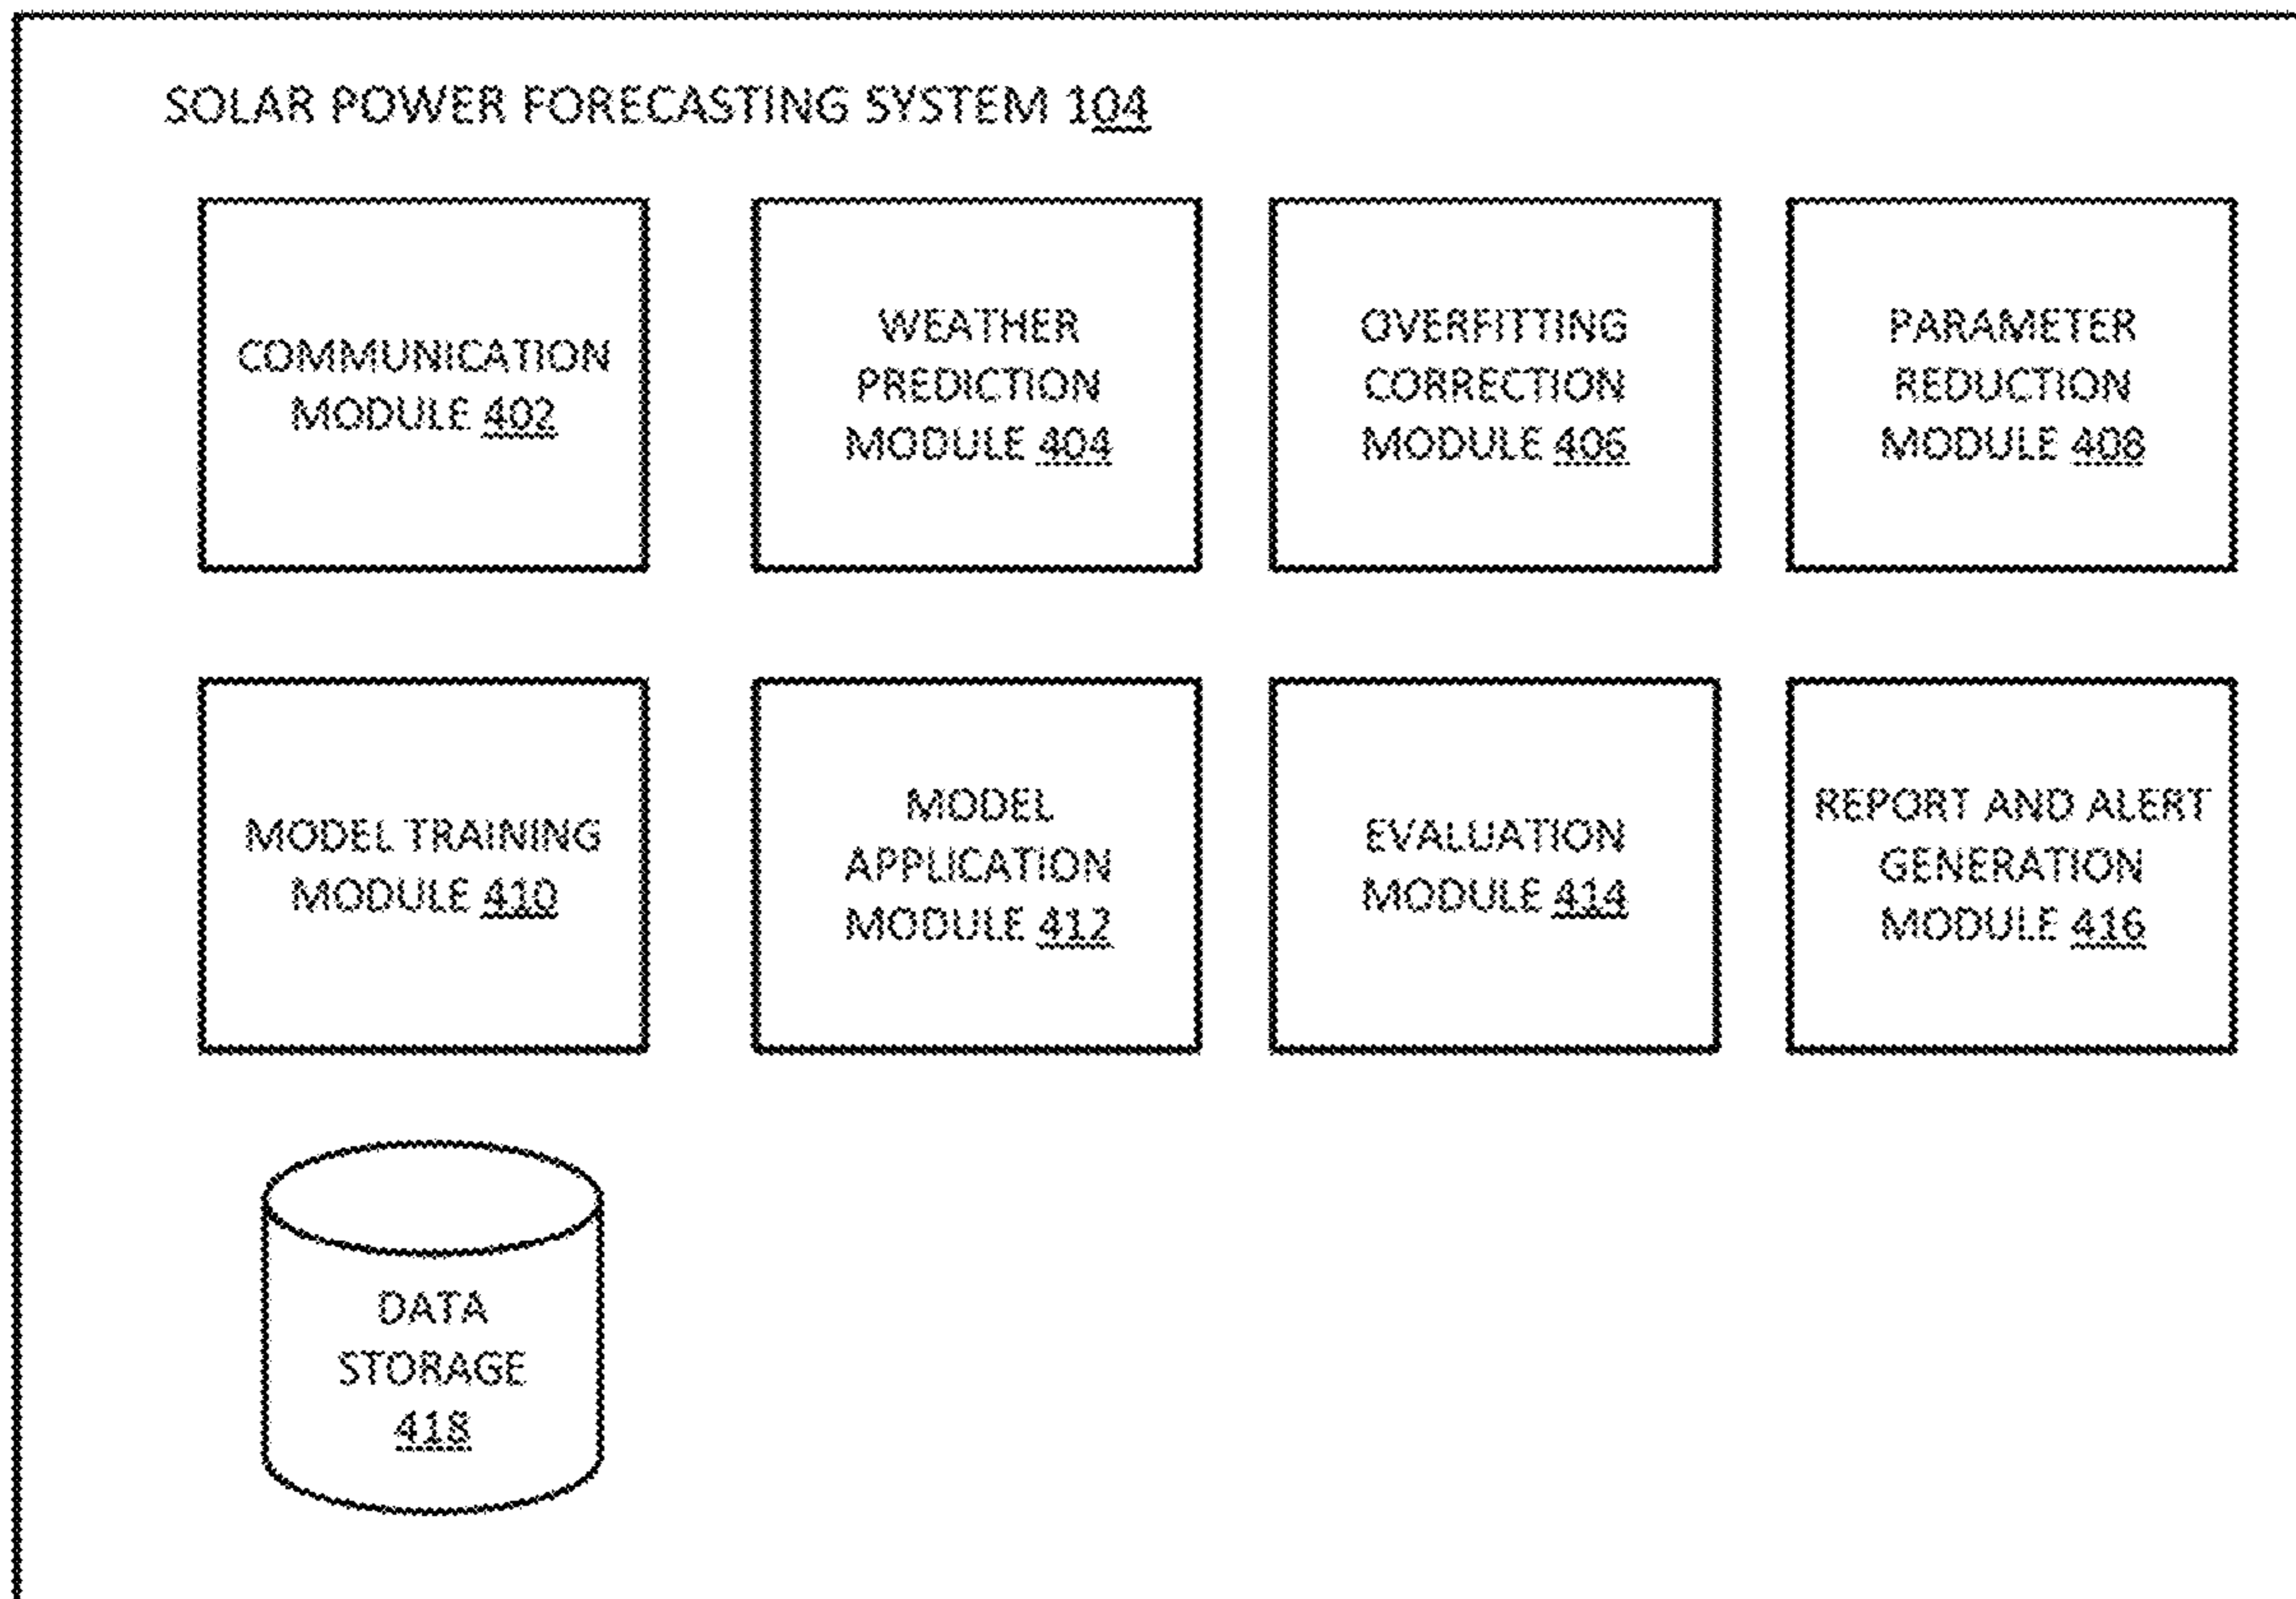 SOLAR POWER FORECASTING SYSTEM 104
COMMUNICATION
MODULE 402
WEATHER
PREDICTION
MODULE 404
OVERFITTING
CORRECTION
MODULE 406
PARAMETER
REDUCTION
MODULE 408
MODEL TRAINING
MODULE 410
MODEL
APPLICATION
MODULE 412
EVALUATION
MODULE 414
REPORT AND ALERT
GENERATION
MODULE 416
DATA
STORAGE
418